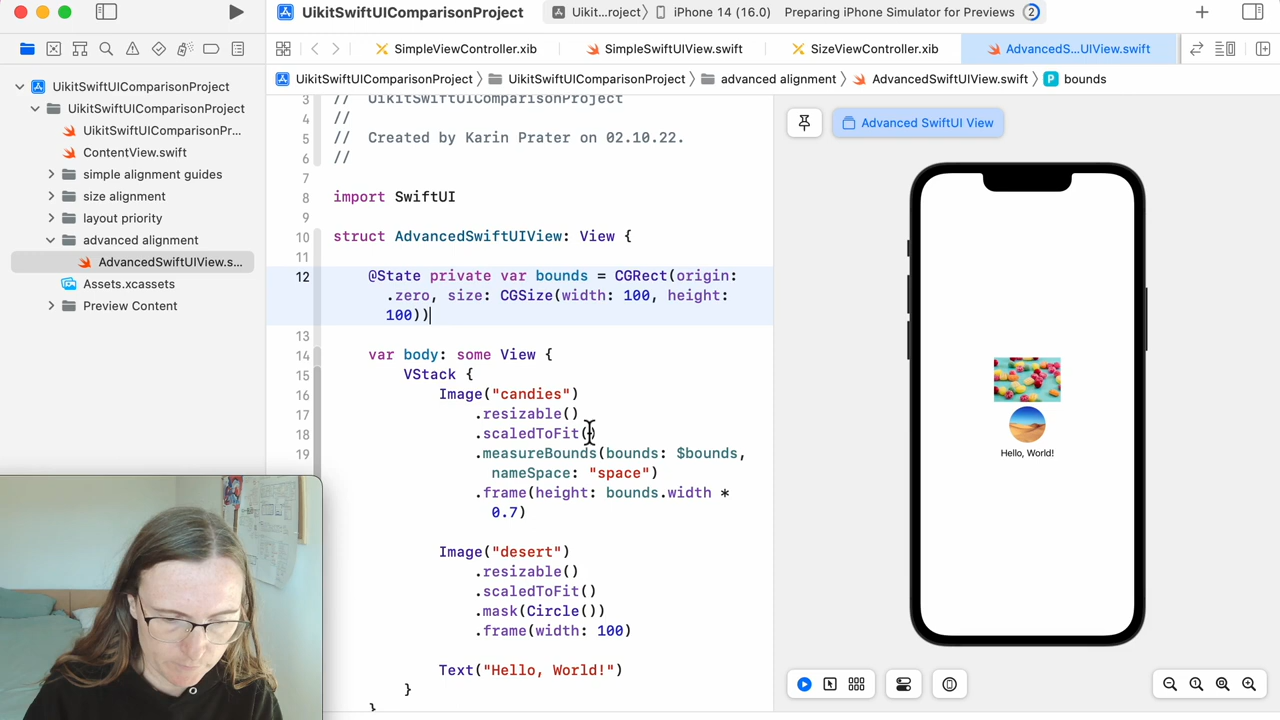 UikitSwiftUIComparisonProject
Uikit...roject
iPhone 14 (16.0)
Preparing iPhone Simulator for Previews
2
SimpleViewController.xib
SimpleSwiftUIView.swift
SizeViewController.xib
AdvancedS...UIView.swift
UikitSwiftUIComparisonProject
UikitSwiftUIComparisonProject
advanced alignment
AdvancedSwiftUIView.swift
P
bounds
UikitSwiftUIComparisonProject
UikitSwiftUIComparisonProject
UikitSwiftUIComparisonPr...
ContentView.swift
simple alignment guides
size alignment
layout priority
advanced alignment
AdvancedSwiftUIView.s...
Assets.xcassets
Preview Content
3 // UikitSwiftUIComparisonProject
4 //
5 // Created by Karin Prater on 02.10.22.
6 //
7
8 import SwiftUI
9
10 struct AdvancedSwiftUIView: View {
11
12 @State private var bounds = CGRect(origin:
.zero, size: CGSize(width: 100, height:
100))
13
14 var body: some View {
15 VStack {
16 Image("candies")
17 .resizable()
18 .scaledToFit()
19 .measureBounds(bounds: $bounds,
nameSpace: "space")
.frame(height: bounds.width *
0.7)
Image("desert")
.resizable()
.scaledToFit()
.mask(Circle())
.frame(width: 100)
Text("Hello, World!")
}
}
Advanced SwiftUI View
Hello, World!